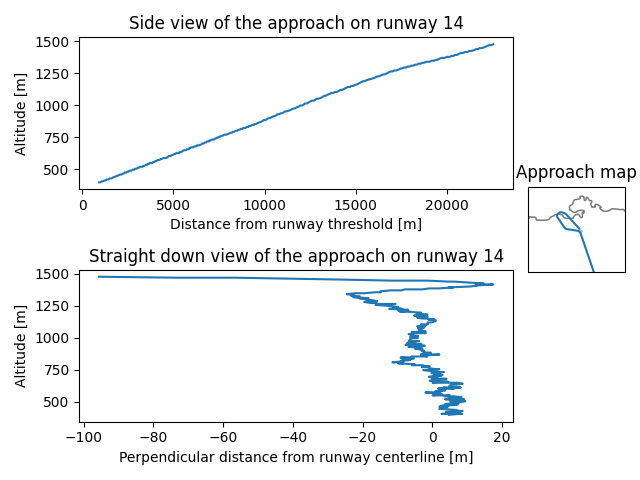 Side view of the approach on runway 14
1500
1250
1000
750
500
Altitude [m]
0 5000 10000 15000 20000
Distance from runway threshold [m]
Approach map
Straight down view of the approach on runway 14
1500
1250
1000
750
500
Altitude [m]
−100 −80 −60 −40 −20 0 20
Perpendicular distance from runway centerline [m]